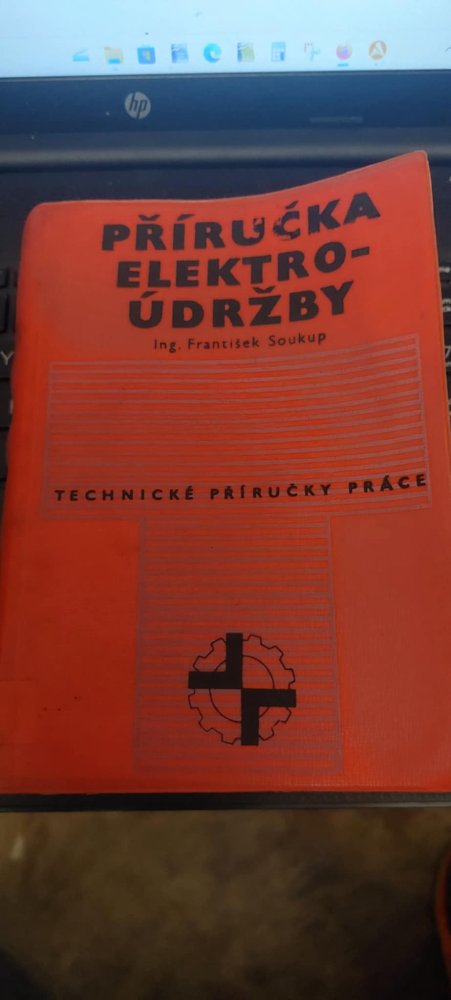 hp
PŘÍRUČKA
ELEKTRO-
ÚDRŽBY
Ing. František Soukup
TECHNICKÉ PŘÍRUČKY PRÁCE